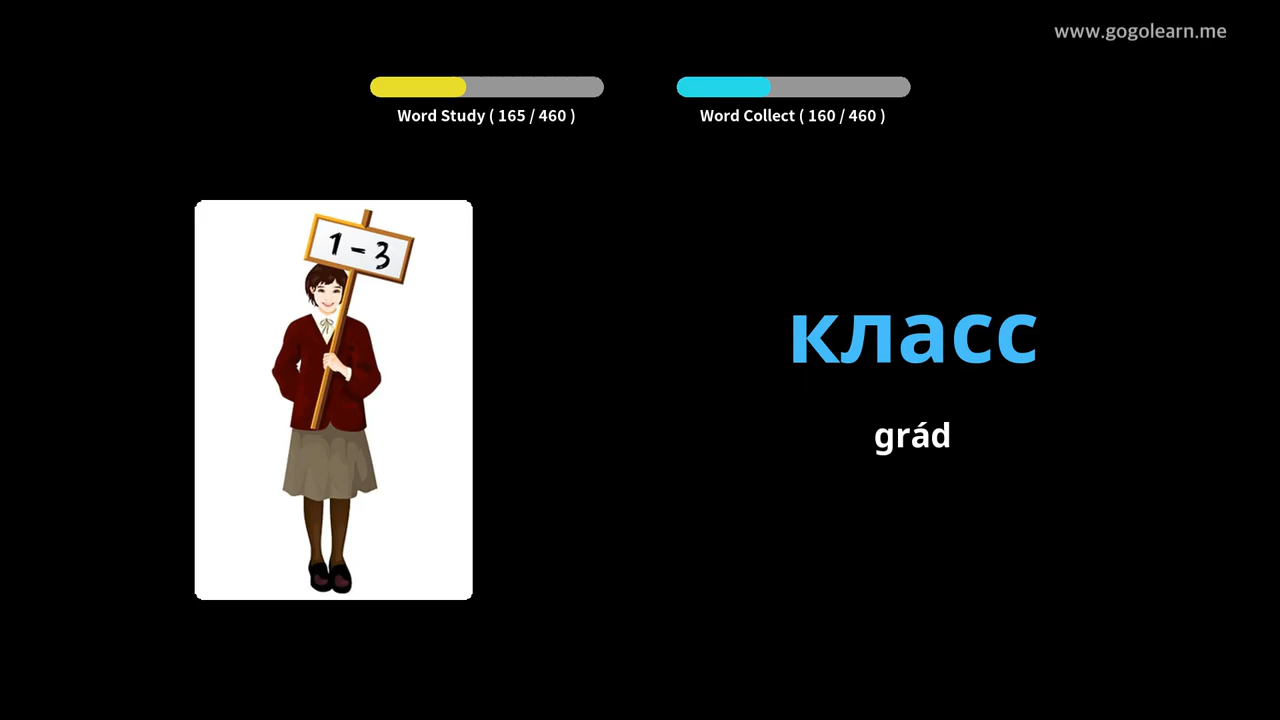 www.gogolearn.me
Word Study ( 165 / 460 )
Word Collect ( 160 / 460 )
1 - 3
класс
grád